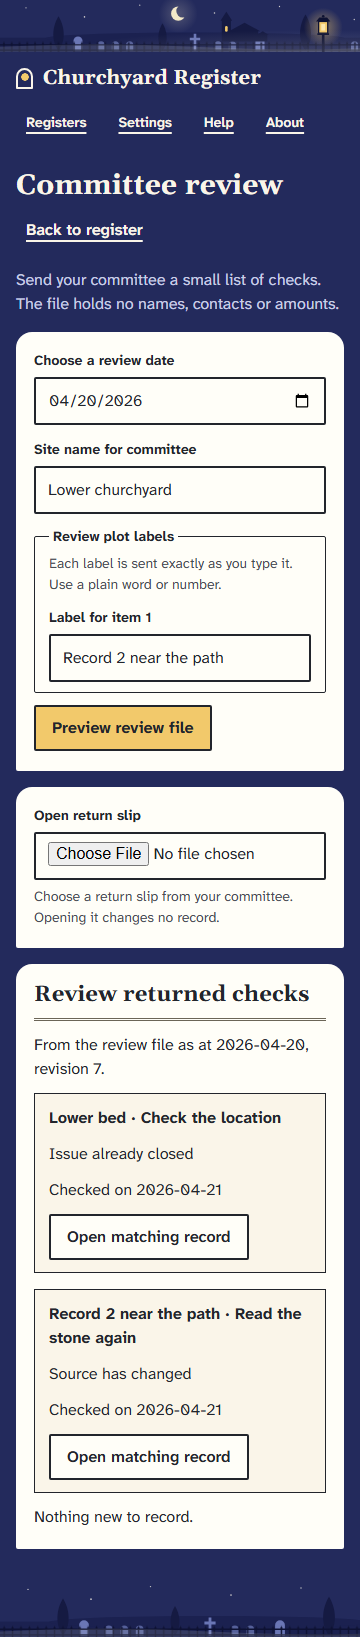 Churchyard Register
Registers Settings Help About
Committee review
Back to register
Send your committee a small list of checks.
The file holds no names, contacts or amounts.
Choose a review date
04/20/2026
Site name for committee
Lower churchyard
Review plot labels
Each label is sent exactly as you type it.
Use a plain word or number.
Label for item 1
Record 2 near the path
Preview review file
Open return slip
Choose File No file chosen
Choose a return slip from your committee.
Opening it changes no record.
Review returned checks
From the review file as at 2026-04-20,
revision 7.
Lower bed · Check the location
Issue already closed
Checked on 2026-04-21
Open matching record
Record 2 near the path · Read the
stone again
Source has changed
Checked on 2026-04-21
Open matching record
Nothing new to record.